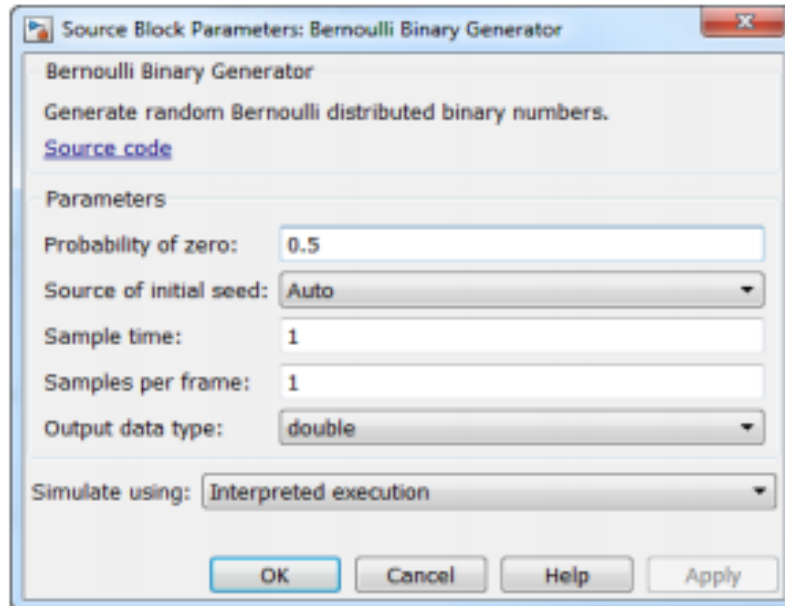 Source Block Parameters: Bernoulli Binary Generator
Bernoulli Binary Generator
Generate random Bernoulli distributed binary numbers.
Source code
Parameters
Probability of zero: 0.5
Source of initial seed: Auto
Sample time: 1
Samples per frame: 1
Output data type: double
Simulate using: Interpreted execution
OK Cancel Help Apply